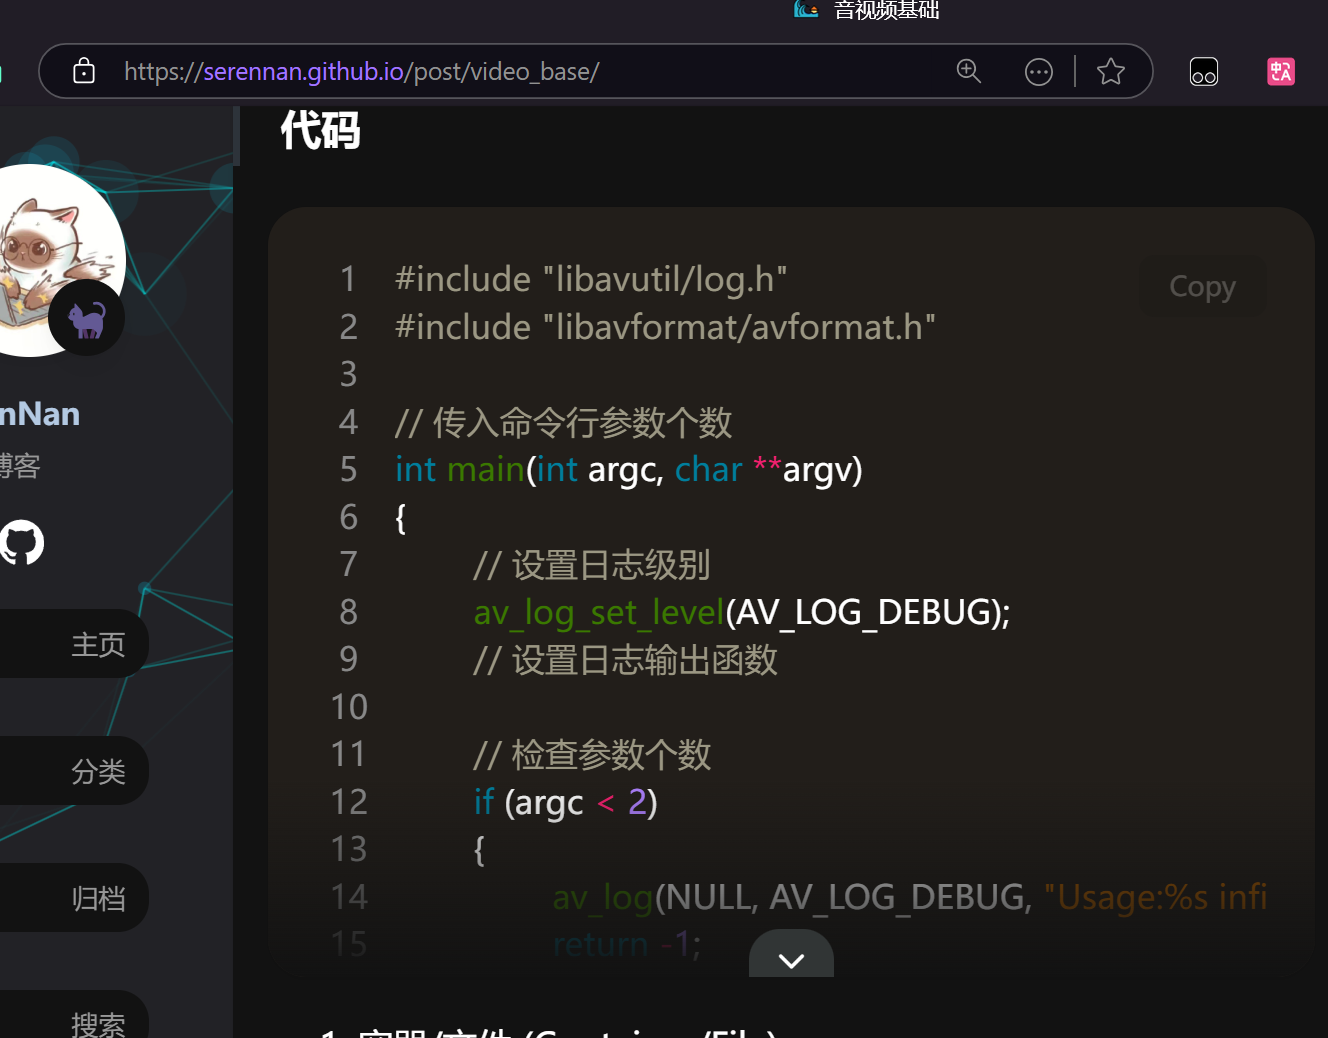 音视频基础
https://serennan.github.io/post/video_base/
代码
Copy
1 #include "libavutil/log.h"
2 #include "libavformat/avformat.h"
3
4 // 传入命令行参数个数
5 int main(int argc, char **argv)
6 {
7 // 设置日志级别
8 av_log_set_level(AV_LOG_DEBUG);
9 // 设置日志输出函数
10
11 // 检查参数个数
12 if (argc < 2)
13 {
14 av_log(NULL, AV_LOG_DEBUG, "Usage:%s infi
15 return -1;
nNan
博客
主页
分类
归档
搜索
1. 容器/文件 (Container/File)